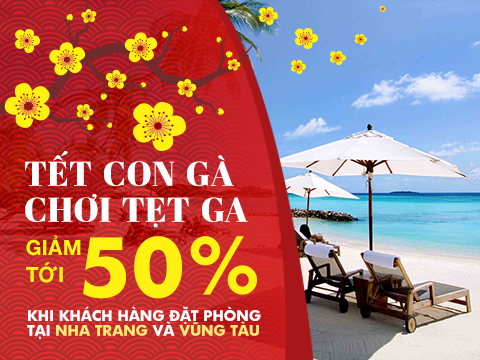 TẾT CON GÀ
CHƠI TẸT GA
GIẢM
TỚI 50%
KHI KHÁCH HÀNG ĐẶT PHÒNG
TẠI NHA TRANG VÀ VŨNG TÀU